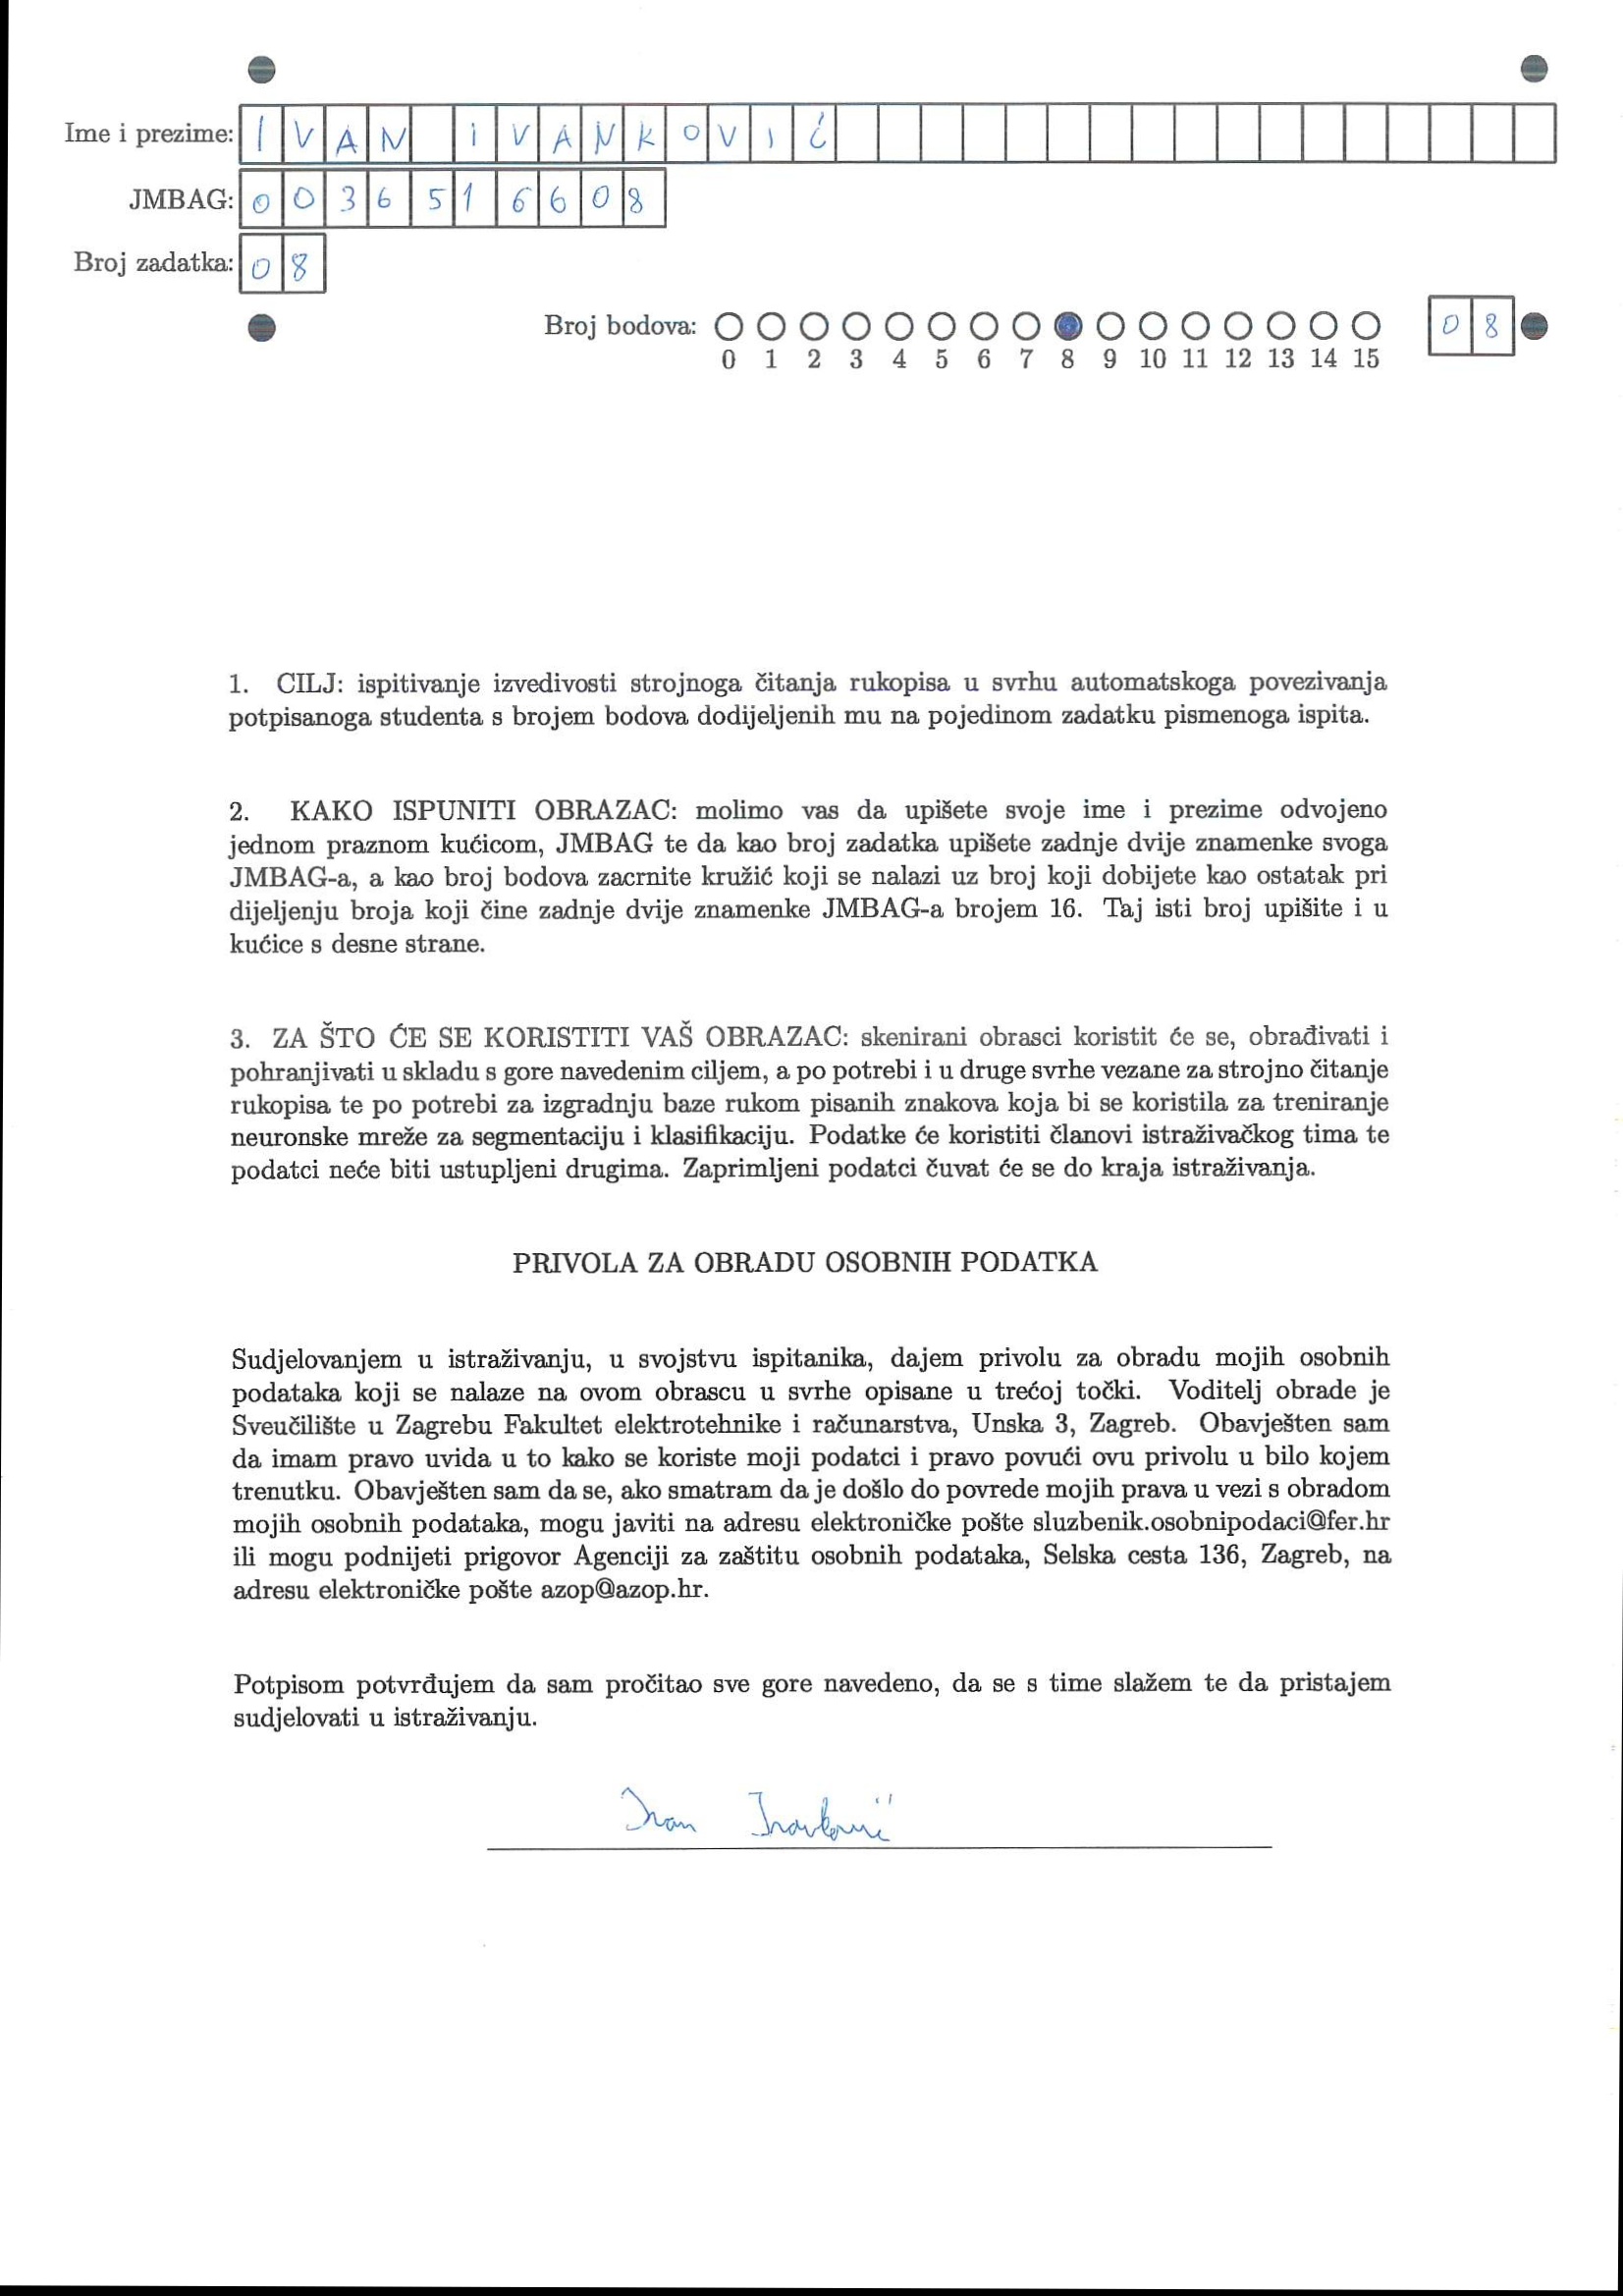 Ime i prezime: IVAN iVANKOVIĆ
JMBAG: 0036516608
Broj zadatka: 08
Broj bodova: 08
0 1 2 3 4 5 6 7 8 9 10 11 12 13 14 15
1. CILJ: ispitivanje izvedivosti strojnoga čitanja rukopisa u svrhu automatskoga povezivanja
potpisanoga studenta s brojem bodova dodijeljenih mu na pojedinom zadatku pismenoga ispita.
2. KAKO ISPUNITI OBRAZAC: molimo vas da upišete svoje ime i prezime odvojeno
jednom praznom kućicom, JMBAG te da kao broj zadatka upišete zadnje dvije znamenke svoga
JMBAG-a, a kao broj bodova zacrnite kružić koji se nalazi uz broj koji dobijete kao ostatak pri
dijeljenju broja koji čine zadnje dvije znamenke JMBAG-a brojem 16. Taj isti broj upišite i u
kućice s desne strane.
3. ZA ŠTO ĆE SE KORISTITI VAŠ OBRAZAC: skenirani obrasci koristit će se, obrađivati i
pohranjivati u skladu s gore navedenim ciljem, a po potrebi i u druge svrhe vezane za strojno čitanje
rukopisa te po potrebi za izgradnju baze rukom pisanih znakova koja bi se koristila za treniranje
neuronske mreže za segmentaciju i klasifikaciju. Podatke će koristiti članovi istraživačkog tima te
podatci neće biti ustupljeni drugima. Zaprimljeni podatci čuvat će se do kraja istraživanja.
PRIVOLA ZA OBRADU OSOBNIH PODATKA
Sudjelovanjem u istraživanju, u svojstvu ispitanika, dajem privolu za obradu mojih osobnih
podataka koji se nalaze na ovom obrascu u svrhe opisane u trećoj točki. Voditelj obrade je
Sveučilište u Zagrebu Fakultet elektrotehnike i računarstva, Unska 3, Zagreb. Obavješten sam
da imam pravo uvida u to kako se koriste moji podatci i pravo povući ovu privolu u bilo kojem
trenutku. Obavješten sam da se, ako smatram da je došlo do povrede mojih prava u vezi s obradom
mojih osobnih podataka, mogu javiti na adresu elektroničke pošte sluzbenik.osobnipodaci@fer.hr
ili mogu podnijeti prigovor Agenciji za zaštitu osobnih podataka, Selska cesta 136, Zagreb, na
adresu elektroničke pošte azop@azop.hr.
Potpisom potvrđujem da sam pročitao sve gore navedeno, da se s time slažem te da pristajem
sudjelovati u istraživanju.
Ivan Ivanković